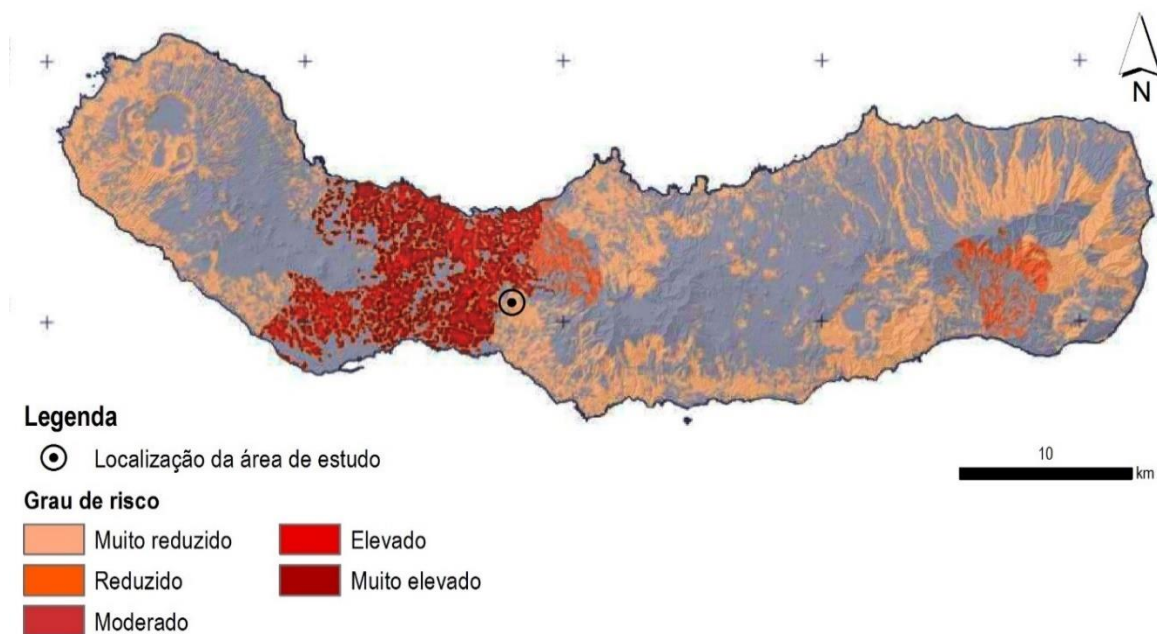 N
10
km
Legenda
Localização da área de estudo
Grau de risco
Muito reduzido
Elevado
Reduzido
Muito elevado
Moderado